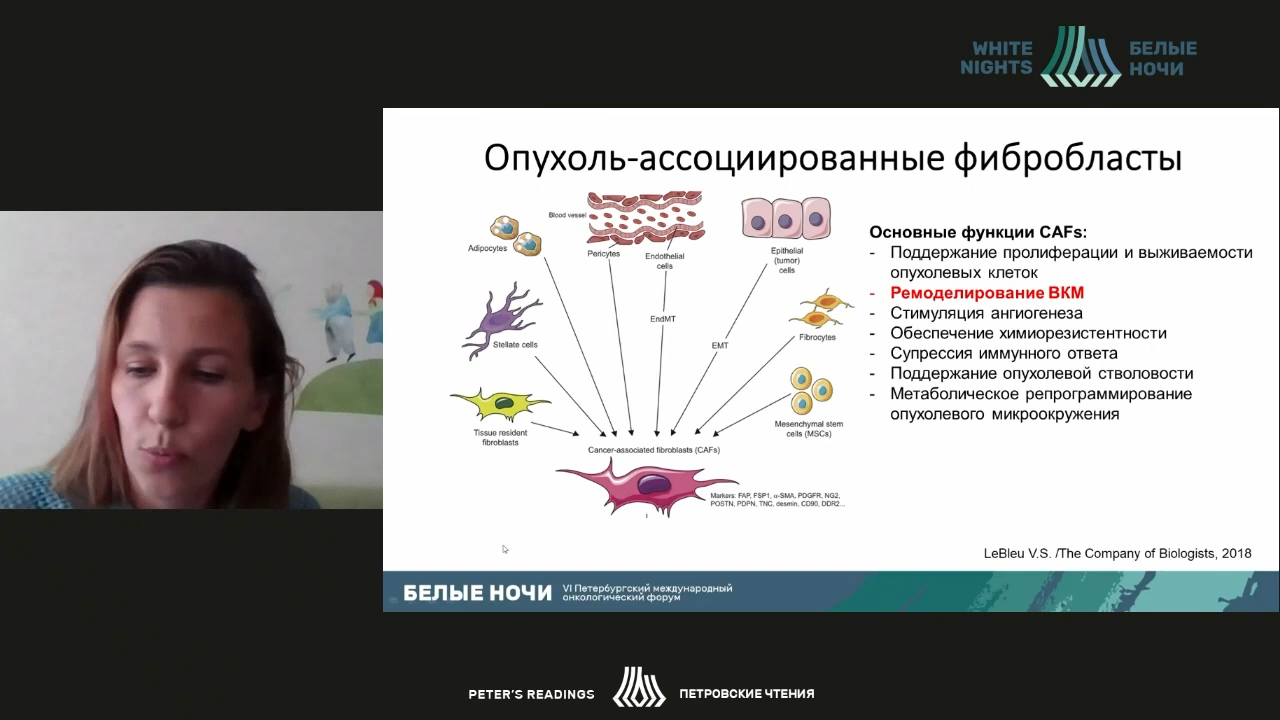 WHITE
NIGHTS
БЕЛЫЕ
НОЧИ
Опухоль-ассоциированные фибробласты
Blood vessel
Adipocytes
Pericytes
Endothelial
cells
Epithelial
(tumor)
cells
EndMT
EMT
Stellate cells
Fibrocytes
Tissue resident
fibroblasts
Mesenchymal stem
cells (MSCs)
Cancer-associated fibroblasts (CAFs)
Markers: FAP, FSP1, α-SMA, PDGFR, NG2,
POSTN, PDPN, TNC, desmin, CD90, DDR2...
Основные функции CAFs:
- Поддержание пролиферации и выживаемости
опухолевых клеток
- Ремоделирование ВКМ
- Стимуляция ангиогенеза
- Обеспечение химиорезистентности
- Супрессия иммунного ответа
- Поддержание опухолевой стволовости
- Метаболическое репрограммирование
опухолевого микроокружения
LeBleu V.S. /The Company of Biologists, 2018
БЕЛЫЕ НОЧИ
VI Петербургский международный
онкологический форум
PETER'S READINGS
ПЕТРОВСКИЕ ЧТЕНИЯ